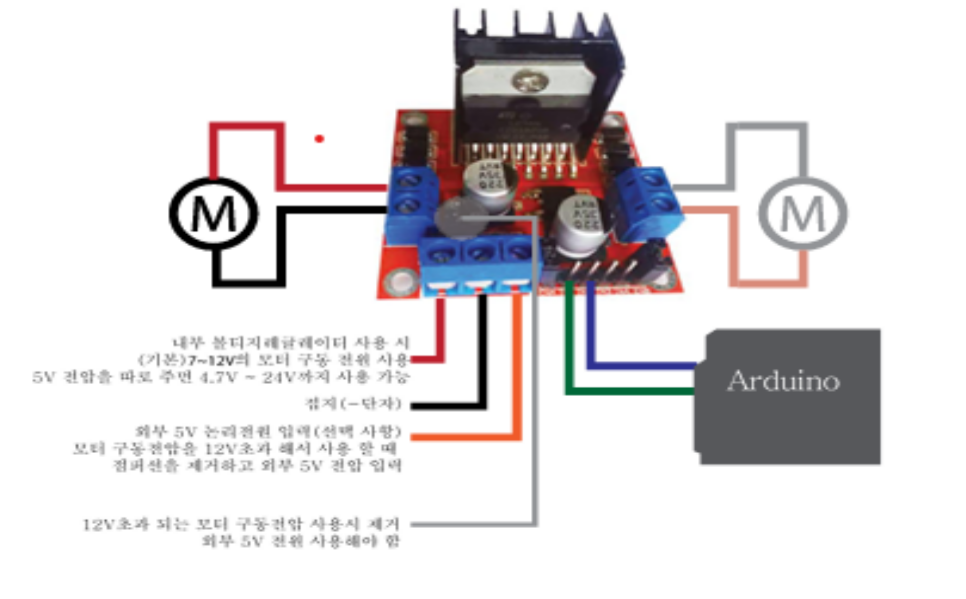 M
M
내부 볼티지레귤레이터 사용 시
(기본)7~12V의 모터 구동 전원 사용
5V 전압을 따로 주면 4.7V ~ 24V까지 사용 가능
접지(-단자)
외부 5V 논리전원 입력(선택 사항)
모터 구동전압을 12V초과 해서 사용 할 때
점퍼선을 제거하고 외부 5V 전압 입력
12V초과 되는 모터 구동전압 사용시 제거
외부 5V 전원 사용해야 함
Arduino
220
35V
220
35V